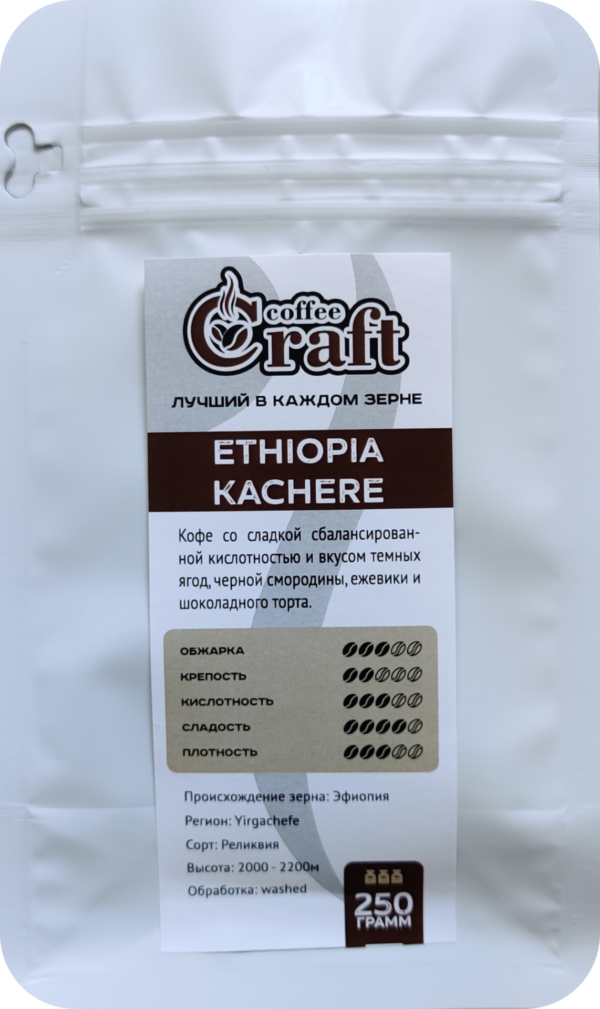 coffee
Craft
ЛУЧШИЙ В КАЖДОМ ЗЕРНЕ
ETHIOPIA
KACHERE
Кофе со сладкой сбалансирован-
ной кислотностью и вкусом темных
ягод, черной смородины, ежевики и
шоколадного торта.
ОБЖАРКА
КРЕПОСТЬ
КИСЛОТНОСТЬ
СЛАДОСТЬ
ПЛОТНОСТЬ
Происхождение зерна: Эфиопия
Регион: Yirgachefe
Сорт: Реликвия
Высота: 2000 - 2200м
Обработка: washed
250
ГРАММ